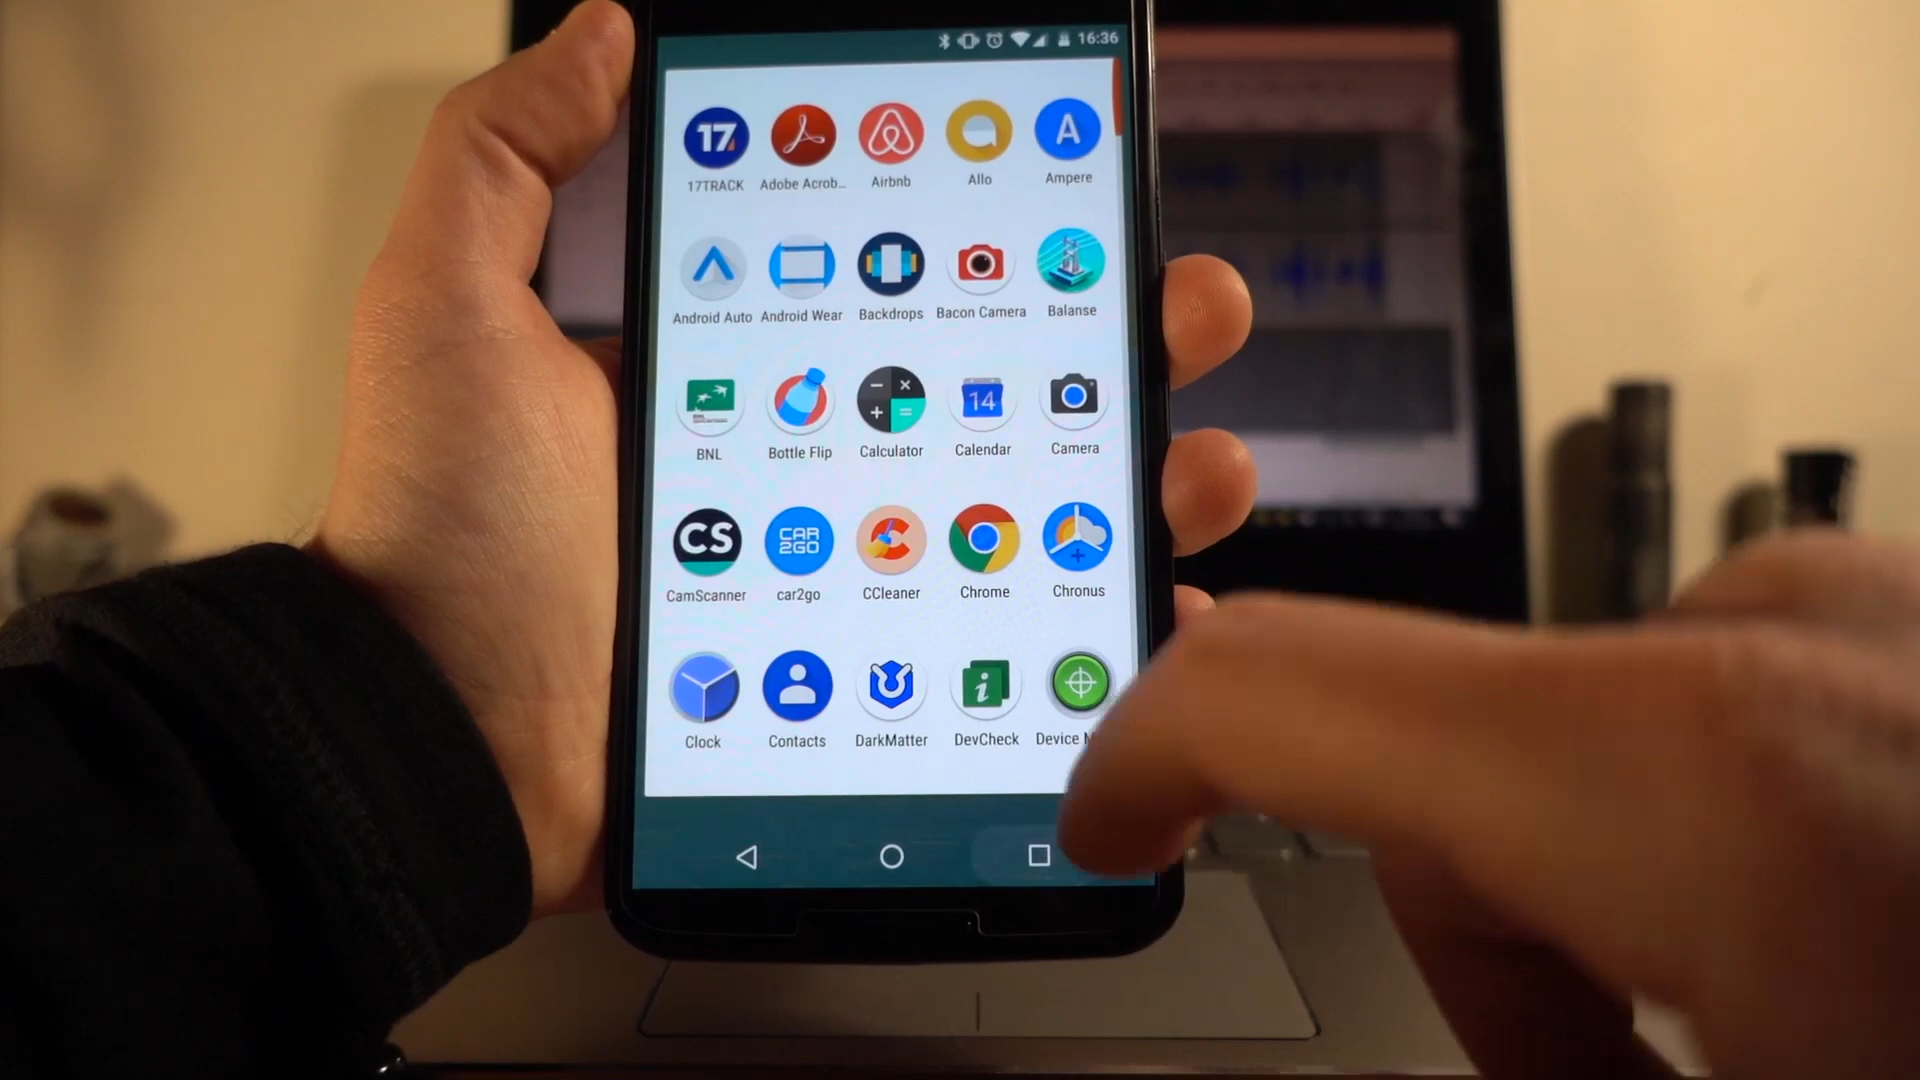 16:36
17
A
17TRACK Adobe Acrob... Airbnb Allo Ampere
Android Auto Android Wear Backdrops Bacon Camera Balanse
14
BNL Bottle Flip Calculator Calendar Camera
CS CAR
2GO
CamScanner car2go CCleaner Chrome Chronus
i
Clock Contacts DarkMatter DevCheck Device